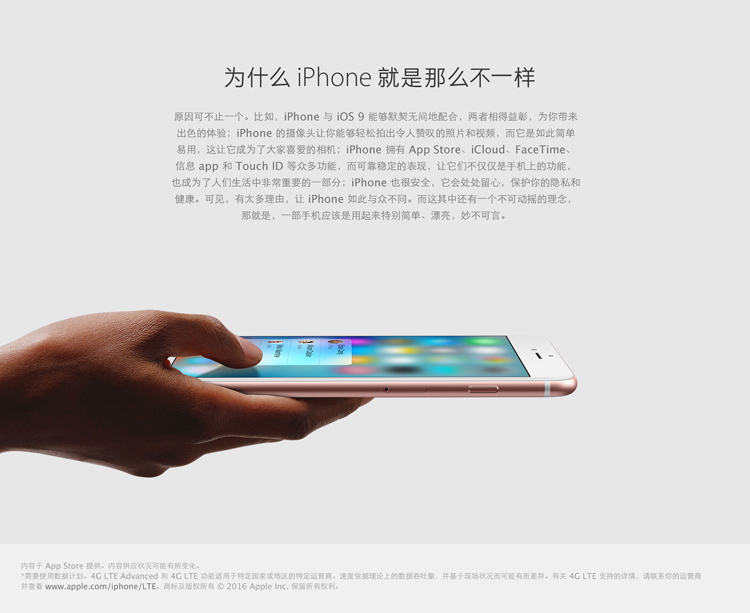 为什么 iPhone 就是那么不一样
原因可不止一个。比如，iPhone 与 iOS 9 能够默契无间地配合，两者相得益彰，为你带来
出色的体验；iPhone 的摄像头让你能够轻松拍出令人赞叹的照片和视频，而它是如此简单
易用，这让它成为了大家喜爱的相机；iPhone 拥有 App Store、iCloud、FaceTime、
信息 app 和 Touch ID 等众多功能，而可靠稳定的表现，让它们不仅仅是手机上的功能，
也成为了人们生活中非常重要的一部分；iPhone 也很安全，它会处处留心，保护你的隐私和
健康。可见，有太多理由，让 iPhone 如此与众不同。而这其中还有一个不可动摇的理念，
那就是，一部手机应该是用起来特别简单、漂亮，妙不可言。
内容于 App Store 提供。内容供应状况可能有所变化。
*需要使用数据计划。4G LTE Advanced 和 4G LTE 功能适用于特定国家或地区的特定运营商。速度依据理论上的数据吞吐量，并基于现场状况而可能有所差异。有关 4G LTE 支持的详情，请联系你的运营商
并查看 www.apple.com/iphone/LTE。商标及版权所有 © 2016 Apple Inc. 保留所有权利。